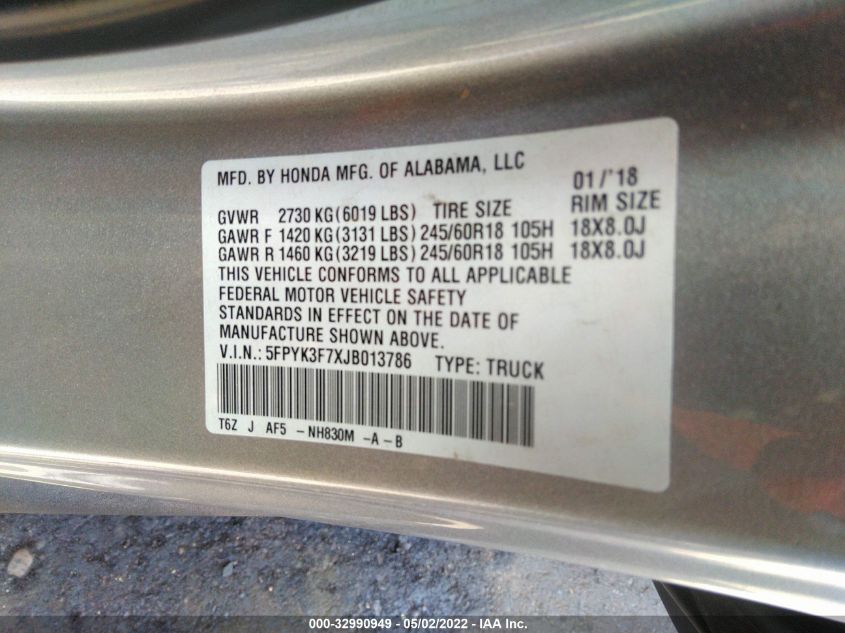 MFD. BY HONDA MFG. OF ALABAMA, LLC 01/'18
GVWR 2730 KG(6019 LBS) TIRE SIZE RIM SIZE
GAWR F 1420 KG(3131 LBS) 245/60R18 105H 18X8.0J
GAWR R 1460 KG(3219 LBS) 245/60R18 105H 18X8.0J
THIS VEHICLE CONFORMS TO ALL APPLICABLE
FEDERAL MOTOR VEHICLE SAFETY
STANDARDS IN EFFECT ON THE DATE OF
MANUFACTURE SHOWN ABOVE.
V.I.N.: 5FPYK3F7XJB013786 TYPE: TRUCK
T6Z J AF5 -NH830M -A-B
000-32990949 - 05/02/2022 - IAA Inc.